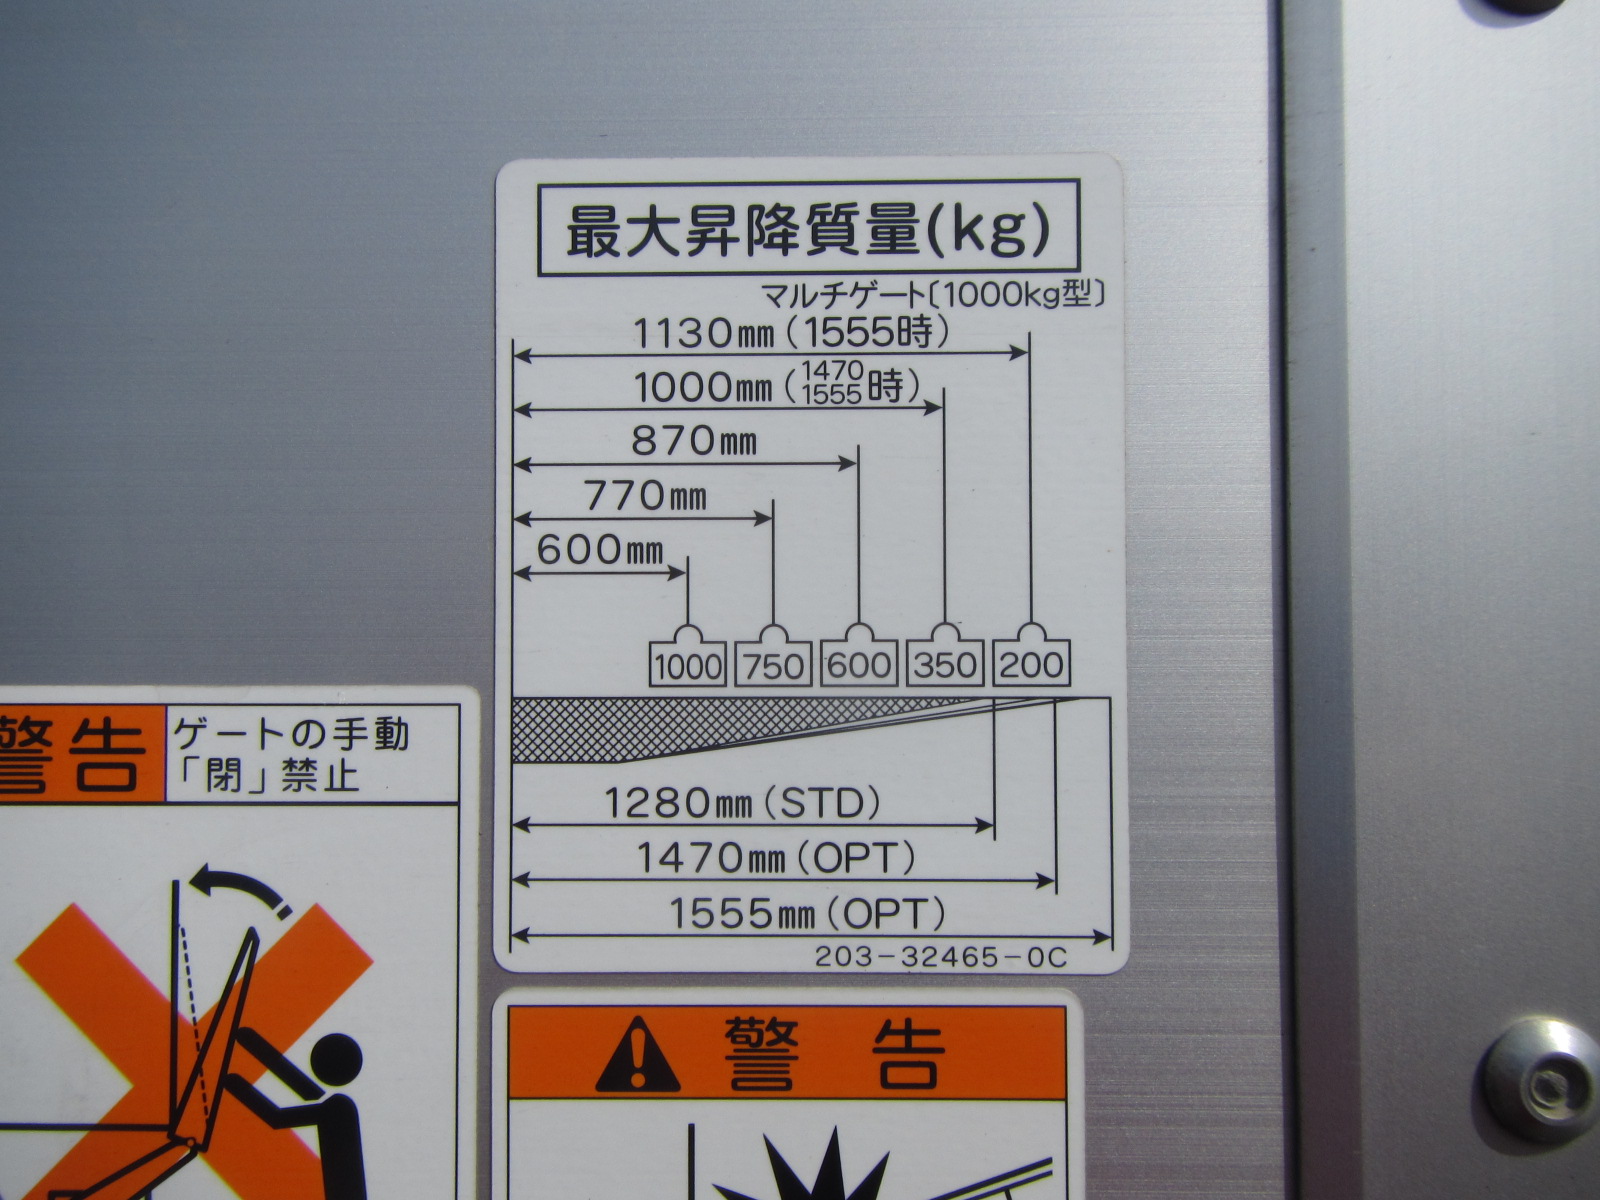 最大昇降質量(kg)
マルチゲート〔1000kg型〕
1130mm(1555時)
1000mm(1470 1555時)
870mm
770mm
600mm
1000 750 600 350 200
1280mm(STD)
1470mm(OPT)
1555mm(OPT)
203-32465-0C
警告
ゲートの手動
「閉」禁止
警告